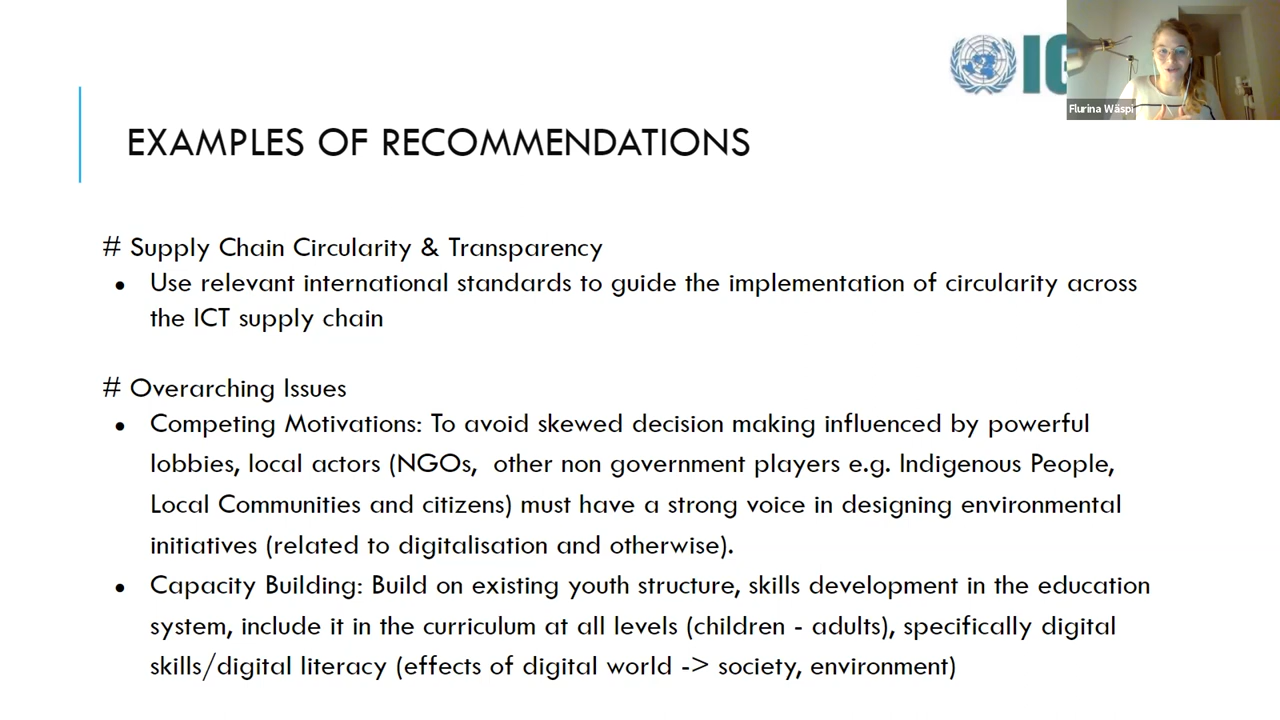 Flurina Wäspi
EXAMPLES OF RECOMMENDATIONS
# Supply Chain Circularity & Transparency
• Use relevant international standards to guide the implementation of circularity across
the ICT supply chain
# Overarching Issues
• Competing Motivations: To avoid skewed decision making influenced by powerful
lobbies, local actors (NGOs,  other non government players e.g. Indigenous People,
Local Communities and citizens) must have a strong voice in designing environmental
initiatives (related to digitalisation and otherwise).
• Capacity Building: Build on existing youth structure, skills development in the education
system, include it in the curriculum at all levels (children - adults), specifically digital
skills/digital literacy (effects of digital world -> society, environment)